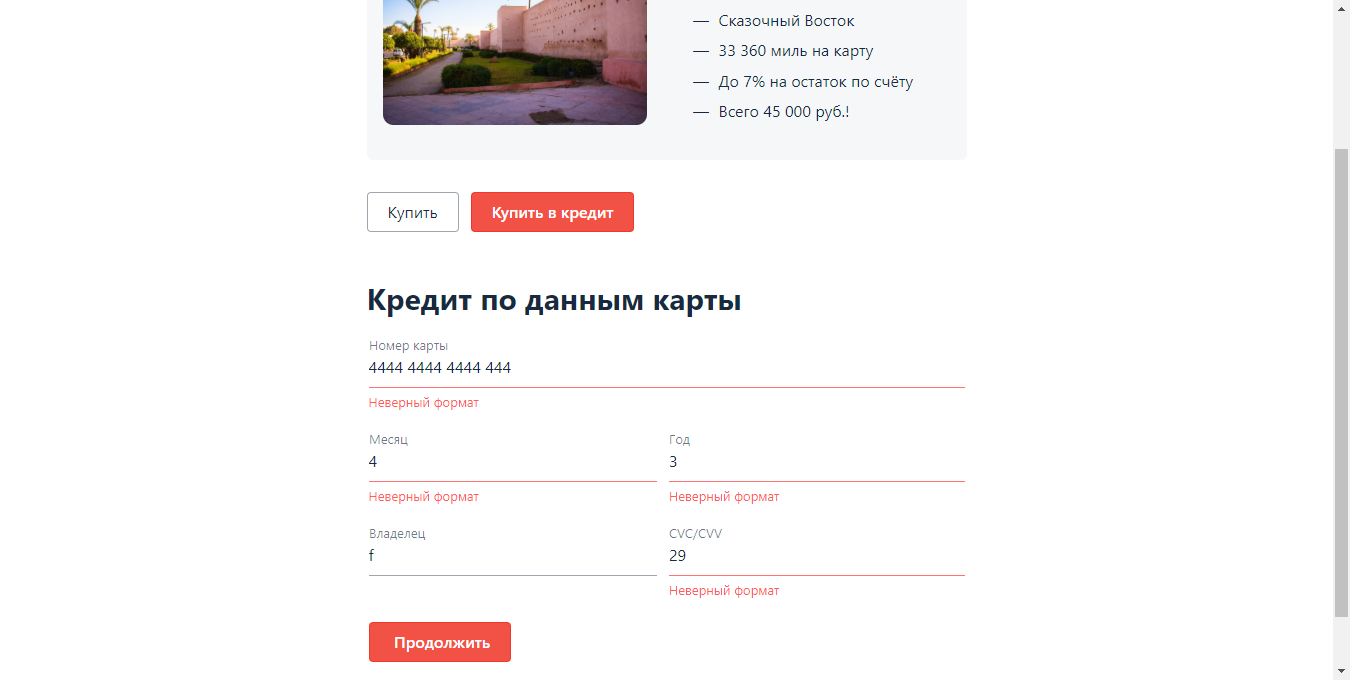 — Сказочный Восток
— 33 360 миль на карту
— До 7% на остаток по счёту
— Всего 45 000 руб.!
Купить Купить в кредит
Кредит по данным карты
Номер карты
4444 4444 4444 444
Неверный формат
Месяц Год
4 3
Неверный формат Неверный формат
Владелец CVC/CVV
f 29
Неверный формат
Продолжить